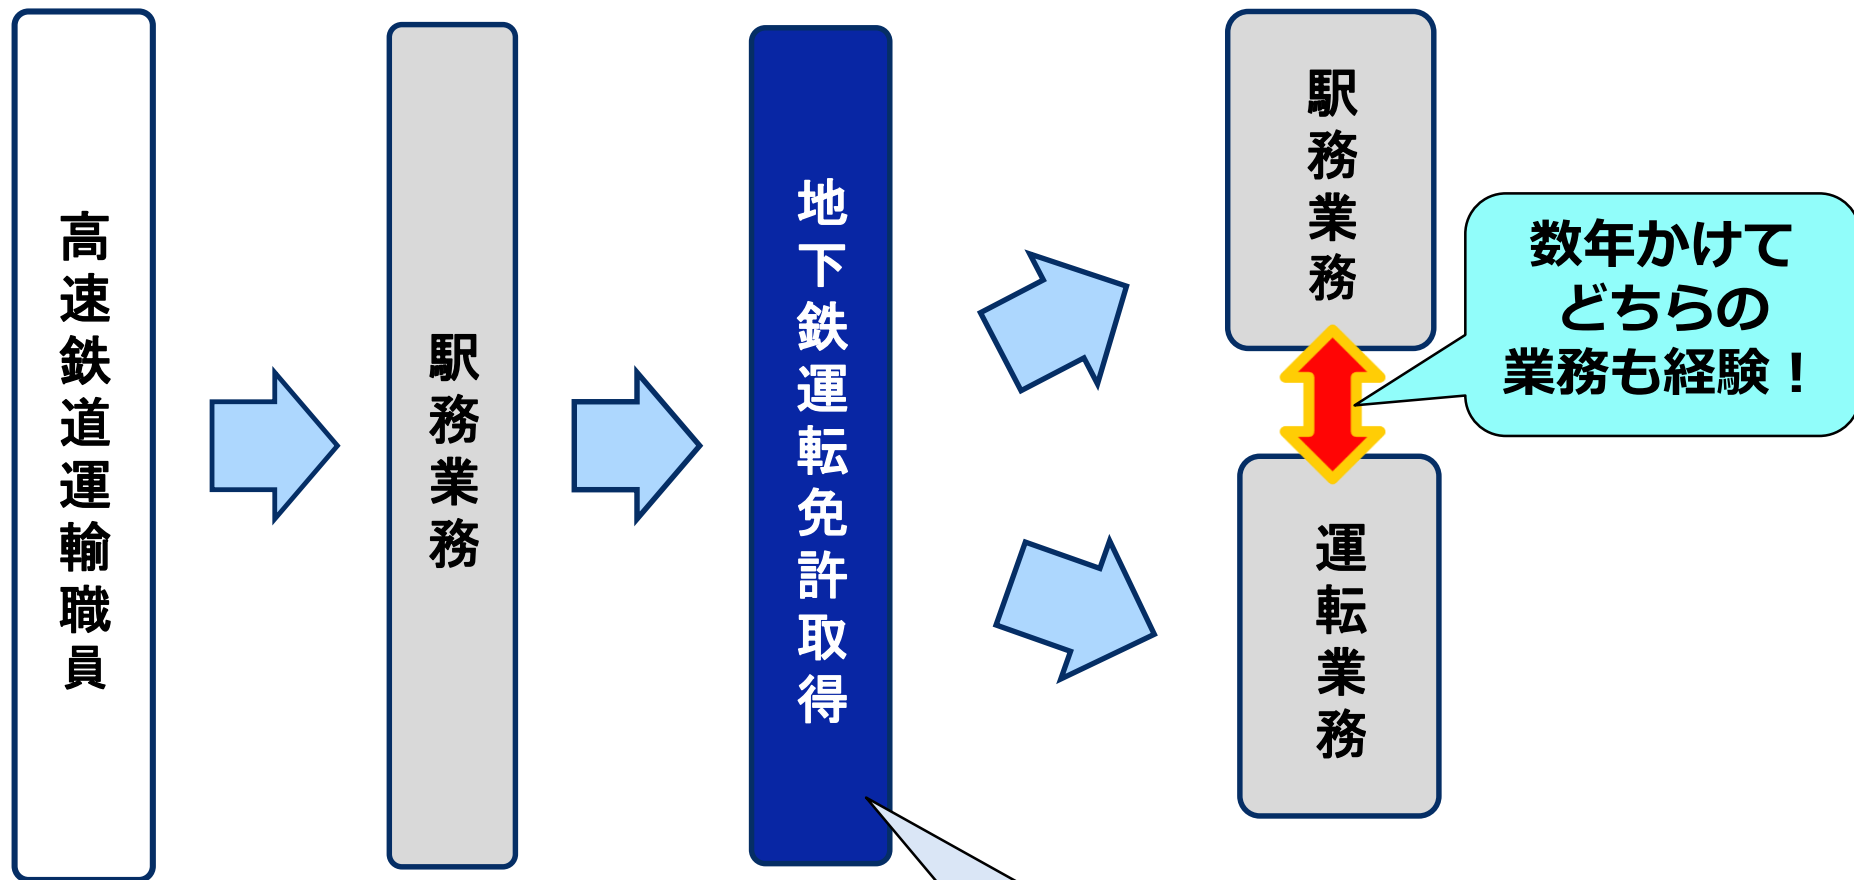 高速鉄道運輸職員
駅務業務
地下鉄運転免許取得
駅務業務
数年かけて
どちらの
業務も経験！
運転業務